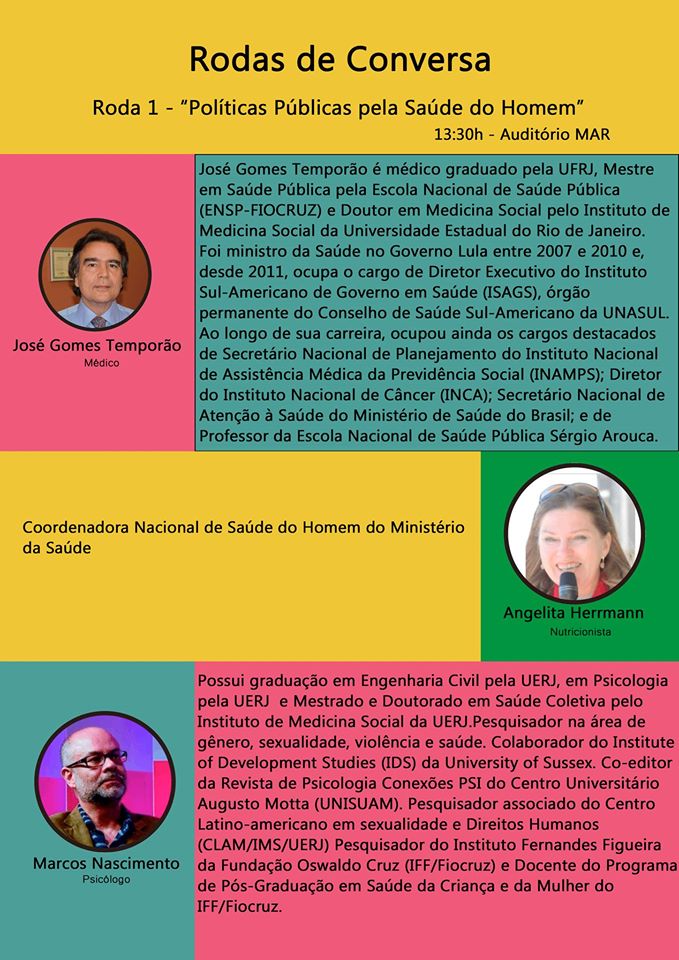 Rodas de Conversa
Roda 1 - “Políticas Públicas pela Saúde do Homem”
13:30h - Auditório MAR
José Gomes Temporão
Médico
José Gomes Temporão é médico graduado pela UFRJ, Mestre
em Saúde Pública pela Escola Nacional de Saúde Pública
(ENSP-FIOCRUZ) e Doutor em Medicina Social pelo Instituto de
Medicina Social da Universidade Estadual do Rio de Janeiro.
Foi ministro da Saúde no Governo Lula entre 2007 e 2010 e,
desde 2011, ocupa o cargo de Diretor Executivo do Instituto
Sul-Americano de Governo em Saúde (ISAGS), órgão
permanente do Conselho de Saúde Sul-Americano da UNASUL.
Ao longo de sua carreira, ocupou ainda os cargos destacados
de Secretário Nacional de Planejamento do Instituto Nacional
de Assistência Médica da Previdência Social (INAMPS); Diretor
do Instituto Nacional de Câncer (INCA); Secretário Nacional de
Atenção à Saúde do Ministério de Saúde do Brasil; e de
Professor da Escola Nacional de Saúde Pública Sérgio Arouca.
Coordenadora Nacional de Saúde do Homem do Ministério
da Saúde
Angelita Herrmann
Nutricionista
Marcos Nascimento
Psicólogo
Possui graduação em Engenharia Civil pela UERJ, em Psicologia
pela UERJ  e Mestrado e Doutorado em Saúde Coletiva pelo
Instituto de Medicina Social da UERJ.Pesquisador na área de
gênero, sexualidade, violência e saúde. Colaborador do Institute
of Development Studies (IDS) da University of Sussex. Co-editor
da Revista de Psicologia Conexões PSI do Centro Universitário
Augusto Motta (UNISUAM). Pesquisador associado do Centro
Latino-americano em sexualidade e Direitos Humanos
(CLAM/IMS/UERJ) Pesquisador do Instituto Fernandes Figueira
da Fundação Oswaldo Cruz (IFF/Fiocruz) e Docente do Programa
de Pós-Graduação em Saúde da Criança e da Mulher do
IFF/Fiocruz.